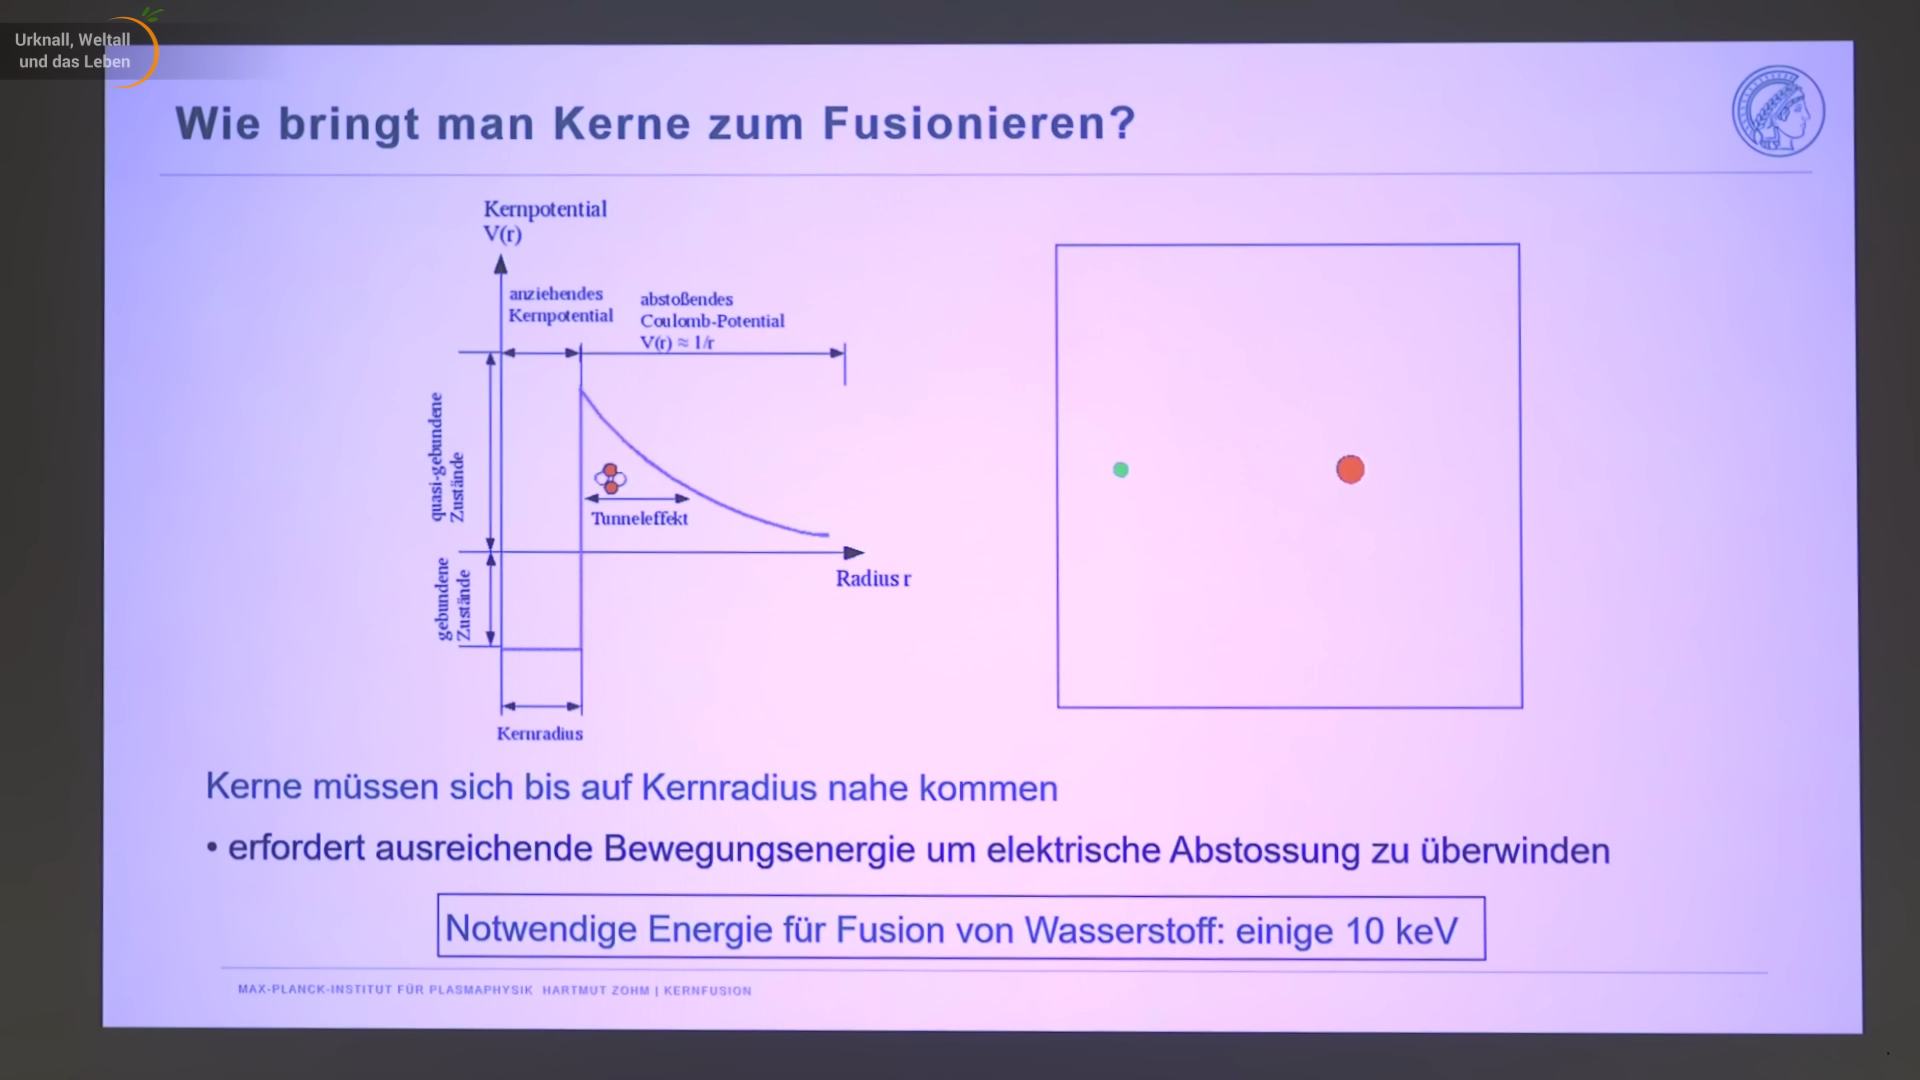 Urknall, Weltall
und das Leben
Wie bringt man Kerne zum Fusionieren?
Kernpotential
V(r)
anziehendes
Kernpotential
abstoßendes
Coulomb-Potential
V(r) ≈ 1/r
quasi-gebundene
Zustände
Tunneleffekt
gebundene
Zustände
Radius r
Kernradius
Kerne müssen sich bis auf Kernradius nahe kommen
• erfordert ausreichende Bewegungsenergie um elektrische Abstossung zu überwinden
Notwendige Energie für Fusion von Wasserstoff: einige 10 keV
MAX-PLANCK-INSTITUT FÜR PLASMAPHYSIK HARTMUT ZOHM | KERNFUSION